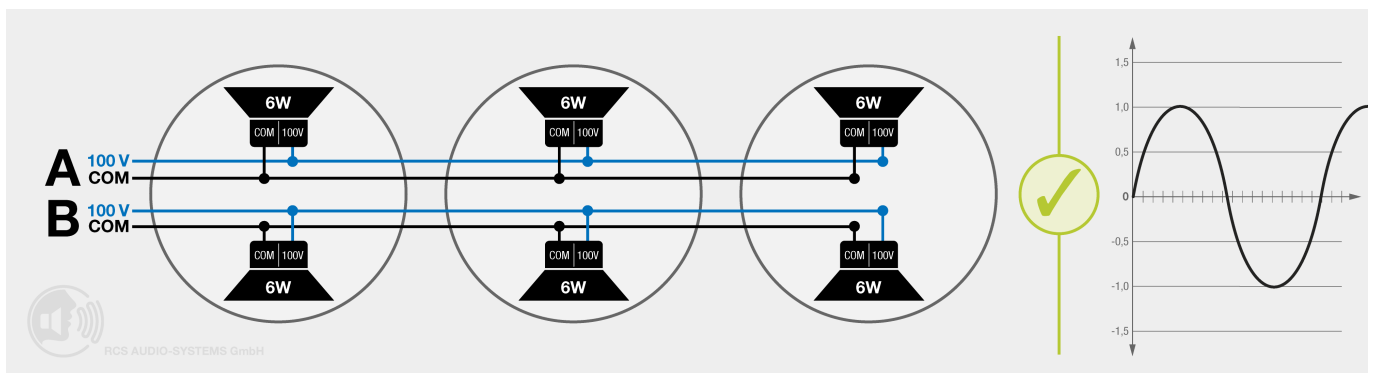 6W 6W 6W
COM 100V COM 100V COM 100V
A 100 V
COM
B 100 V
COM
COM 100V COM 100V COM 100V
6W 6W 6W
RCS AUDIO-SYSTEMS GmbH
1,5
1,0
0,5
0
-0,5
-1,0
-1,5